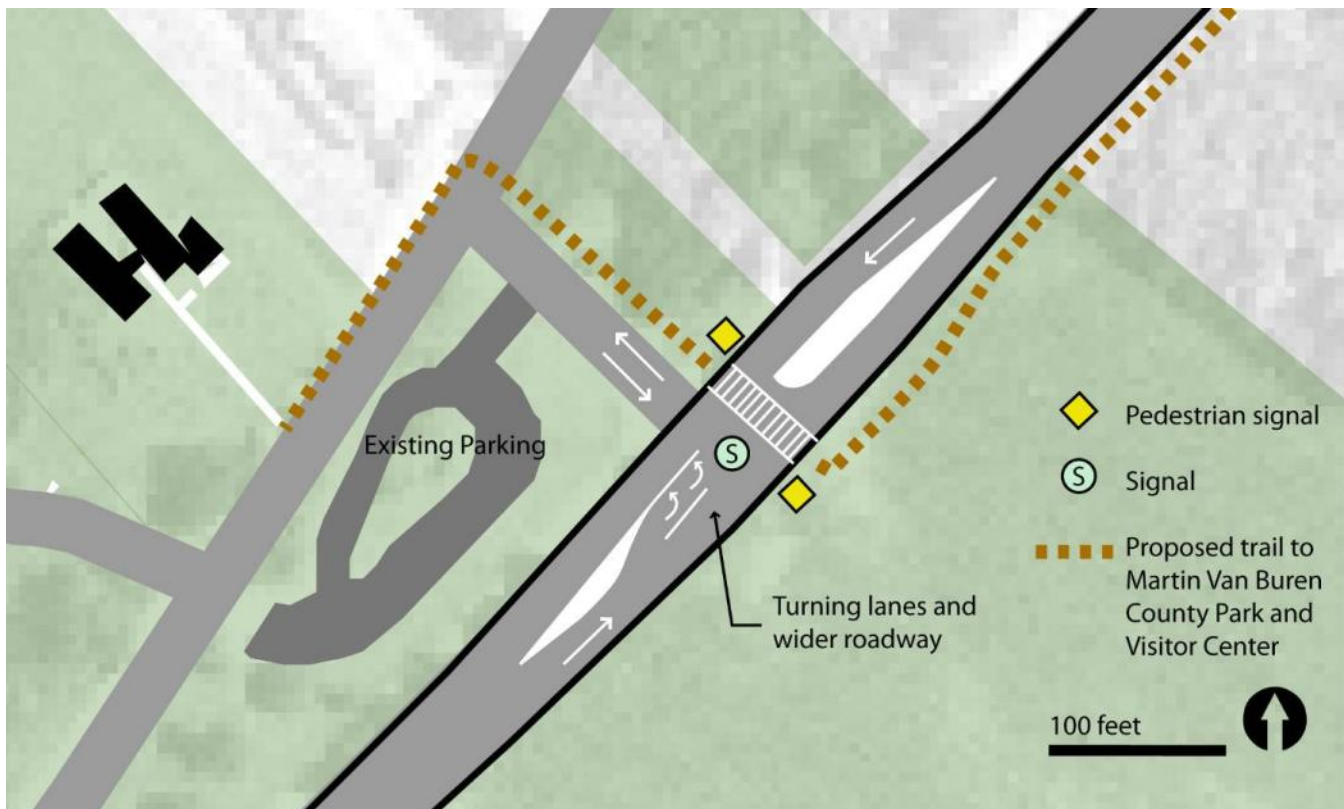 Existing Parking
Pedestrian signal
S
S
Signal
Proposed trail to
Martin Van Buren
County Park and
Visitor Center
Turning lanes and
wider roadway
100 feet